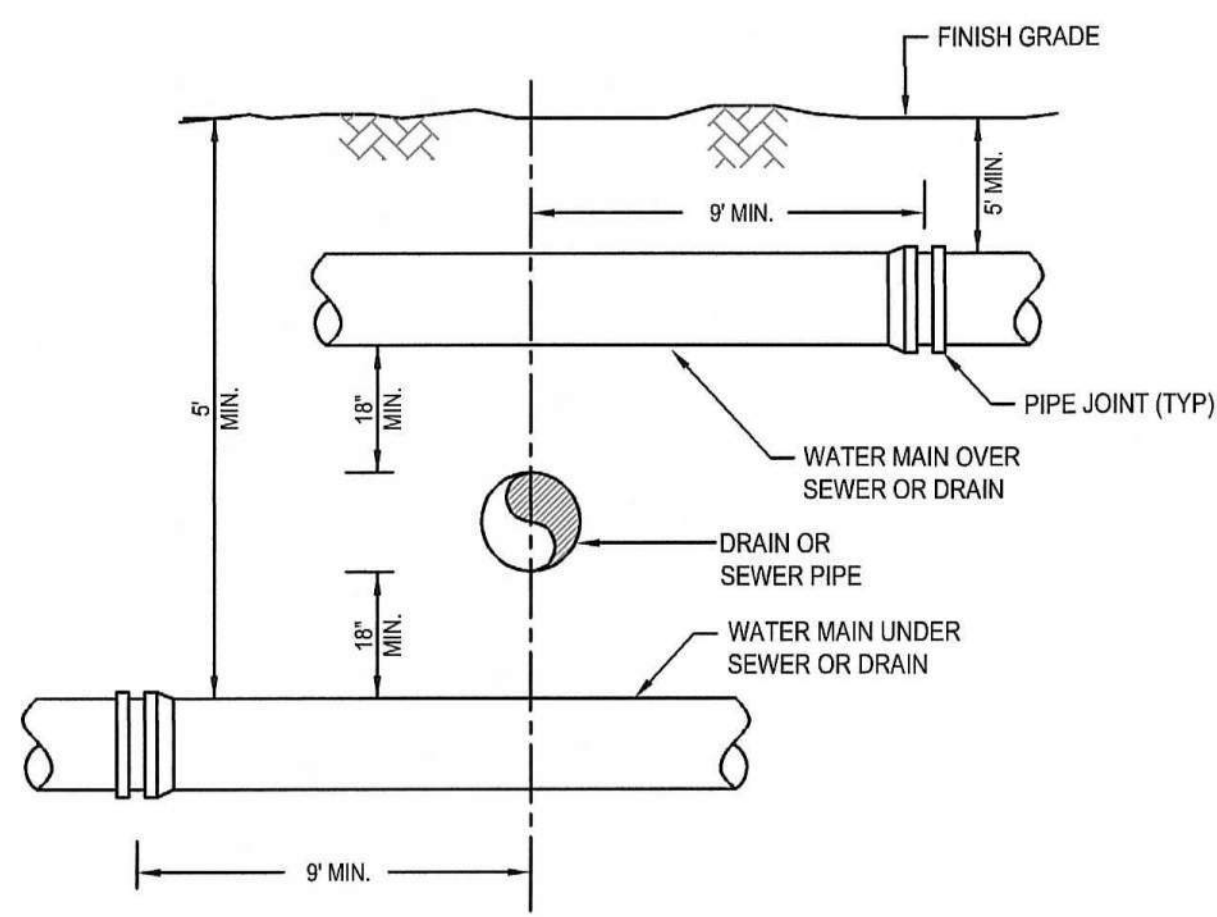 FINISH GRADE
9' MIN.
5' MIN.
PIPE JOINT (TYP)
5'
MIN.
18"
MIN.
WATER MAIN OVER
SEWER OR DRAIN
DRAIN OR
SEWER PIPE
18"
MIN.
WATER MAIN UNDER
SEWER OR DRAIN
9' MIN.